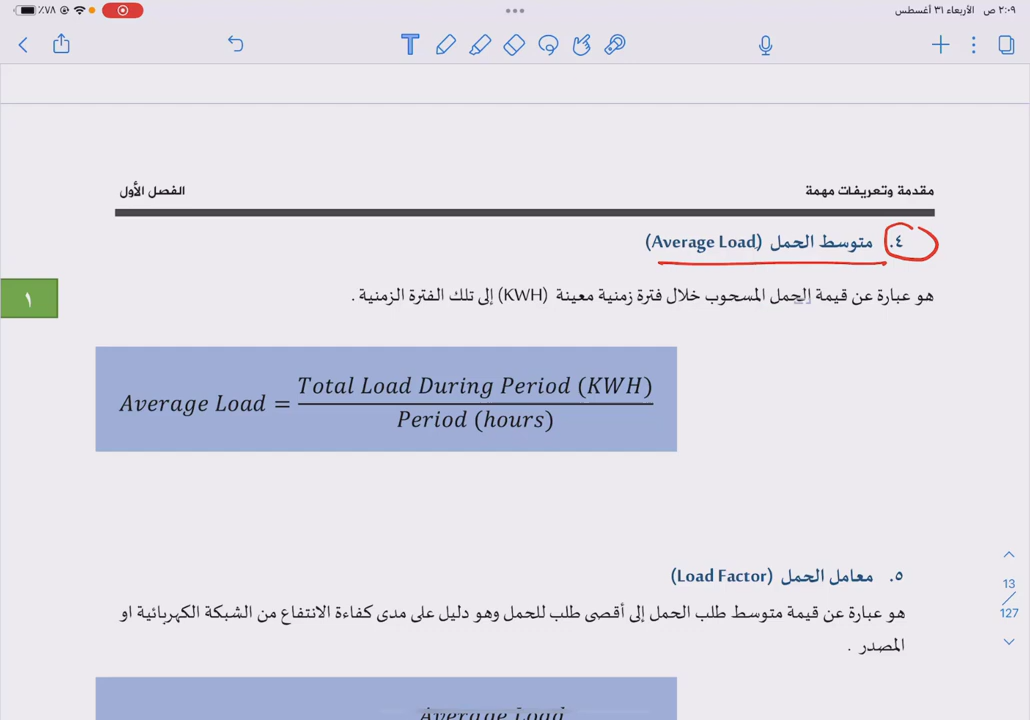 ٢:٠٩ ص الأربعاء ٣١ أغسطس
٪٧٨
مقدمة وتعريفات مهمة
الفصل الأول
٤. متوسط الحمل (Average Load)
هو عبارة عن قيمة الحمل المسحوب خلال فترة زمنية معينة (KWH) إلى تلك الفترة الزمنية .
١
Average Load = Total Load During Period (KWH)
Period (hours)
٥. معامل الحمل (Load Factor)
هو عبارة عن قيمة متوسط طلب الحمل إلى أقصى طلب للحمل وهو دليل على مدى كفاءة الانتفاع من الشبكة الكهربائية او
المصدر .
Average Load
13
127